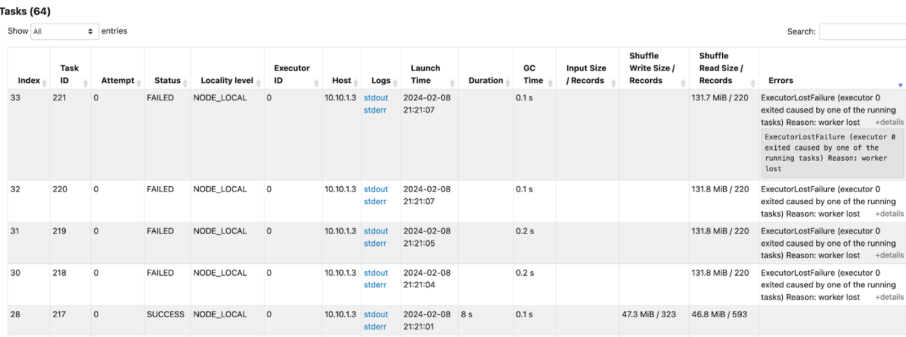 Tasks (64)
Show All entries
Search:
Index Task ID Attempt Status Locality level Executor ID Host Logs Launch Time Duration GC Time Input Size / Records Shuffle Write Size / Records Shuffle Read Size / Records Errors
33 221 0 FAILED NODE_LOCAL 0 10.10.1.3 stdout 2024-02-08 0.1 s 131.7 MiB / 220 ExecutorLostFailure (executor 0
stderr 21:21:07 exited caused by one of the running
tasks) Reason: worker lost +details
ExecutorLostFailure (executor 0
exited caused by one of the
running tasks) Reason: worker
lost
32 220 0 FAILED NODE_LOCAL 0 10.10.1.3 stdout 2024-02-08 0.1 s 131.8 MiB / 220 ExecutorLostFailure (executor 0
stderr 21:21:07 exited caused by one of the running
tasks) Reason: worker lost +details
31 219 0 FAILED NODE_LOCAL 0 10.10.1.3 stdout 2024-02-08 0.2 s 131.8 MiB / 220 ExecutorLostFailure (executor 0
stderr 21:21:05 exited caused by one of the running
tasks) Reason: worker lost +details
30 218 0 FAILED NODE_LOCAL 0 10.10.1.3 stdout 2024-02-08 0.2 s 131.8 MiB / 220 ExecutorLostFailure (executor 0
stderr 21:21:04 exited caused by one of the running
tasks) Reason: worker lost +details
28 217 0 SUCCESS NODE_LOCAL 0 10.10.1.3 stdout 2024-02-08 8 s 0.1 s 47.3 MiB / 323 46.8 MiB / 593
stderr 21:21:01